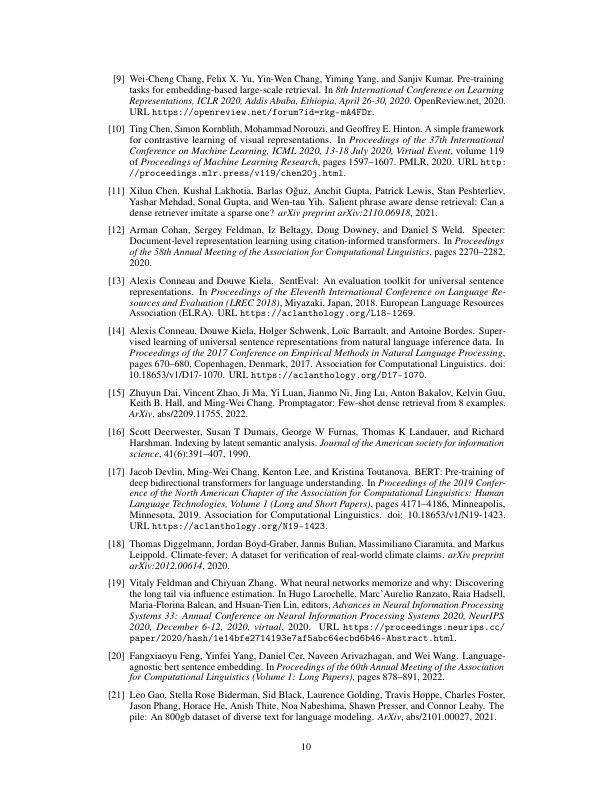 [9] Wei-Cheng Chang, Felix X. Yu, Yin-Wen Chang, Yiming Yang, and Sanjiv Kumar. Pre-training
tasks for embedding-based large-scale retrieval. In 8th International Conference on Learning
Representations, ICLR 2020, Addis Ababa, Ethiopia, April 26-30, 2020. OpenReview.net, 2020.
URL https://openreview.net/forum?id=rkg-mA4FDr.
[10] Ting Chen, Simon Kornblith, Mohammad Norouzi, and Geoffrey E. Hinton. A simple framework
for contrastive learning of visual representations. In Proceedings of the 37th International
Conference on Machine Learning, ICML 2020, 13-18 July 2020, Virtual Event, volume 119
of Proceedings of Machine Learning Research, pages 1597–1607. PMLR, 2020. URL http:
//proceedings.mlr.press/v119/chen20j.html.
[11] Xilun Chen, Kushal Lakhotia, Barlas Oğuz, Anchit Gupta, Patrick Lewis, Stan Peshterliev,
Yashar Mehdad, Sonal Gupta, and Wen-tau Yih. Salient phrase aware dense retrieval: Can a
dense retriever imitate a sparse one? arXiv preprint arXiv:2110.06918, 2021.
[12] Arman Cohan, Sergey Feldman, Iz Beltagy, Doug Downey, and Daniel S Weld. Specter:
Document-level representation learning using citation-informed transformers. In Proceedings
of the 58th Annual Meeting of the Association for Computational Linguistics, pages 2270–2282,
2020.
[13] Alexis Conneau and Douwe Kiela. SentEval: An evaluation toolkit for universal sentence
representations. In Proceedings of the Eleventh International Conference on Language Re-
sources and Evaluation (LREC 2018), Miyazaki, Japan, 2018. European Language Resources
Association (ELRA). URL https://aclanthology.org/L18-1269.
[14] Alexis Conneau, Douwe Kiela, Holger Schwenk, Loïc Barrault, and Antoine Bordes. Super-
vised learning of universal sentence representations from natural language inference data. In
Proceedings of the 2017 Conference on Empirical Methods in Natural Language Processing,
pages 670–680, Copenhagen, Denmark, 2017. Association for Computational Linguistics. doi:
10.18653/v1/D17-1070. URL https://aclanthology.org/D17-1070.
[15] Zhuyun Dai, Vincent Zhao, Ji Ma, Yi Luan, Jianmo Ni, Jing Lu, Anton Bakalov, Kelvin Guu,
Keith B. Hall, and Ming-Wei Chang. Promptagator: Few-shot dense retrieval from 8 examples.
ArXiv, abs/2209.11755, 2022.
[16] Scott Deerwester, Susan T Dumais, George W Furnas, Thomas K Landauer, and Richard
Harshman. Indexing by latent semantic analysis. Journal of the American society for information
science, 41(6):391–407, 1990.
[17] Jacob Devlin, Ming-Wei Chang, Kenton Lee, and Kristina Toutanova. BERT: Pre-training of
deep bidirectional transformers for language understanding. In Proceedings of the 2019 Confer-
ence of the North American Chapter of the Association for Computational Linguistics: Human
Language Technologies, Volume 1 (Long and Short Papers), pages 4171–4186, Minneapolis,
Minnesota, 2019. Association for Computational Linguistics. doi: 10.18653/v1/N19-1423.
URL https://aclanthology.org/N19-1423.
[18] Thomas Diggelmann, Jordan Boyd-Graber, Jannis Bulian, Massimiliano Ciaramita, and Markus
Leippold. Climate-fever: A dataset for verification of real-world climate claims. arXiv preprint
arXiv:2012.00614, 2020.
[19] Vitaly Feldman and Chiyuan Zhang. What neural networks memorize and why: Discovering
the long tail via influence estimation. In Hugo Larochelle, Marc'Aurelio Ranzato, Raia Hadsell,
Maria-Florina Balcan, and Hsuan-Tien Lin, editors, Advances in Neural Information Processing
Systems 33: Annual Conference on Neural Information Processing Systems 2020, NeurIPS
2020, December 6-12, 2020, virtual, 2020. URL https://proceedings.neurips.cc/
paper/2020/hash/1e14bfe2714193e7af5abc64ecbd6b46-Abstract.html.
[20] Fangxiaoyu Feng, Yinfei Yang, Daniel Cer, Naveen Arivazhagan, and Wei Wang. Language-
agnostic bert sentence embedding. In Proceedings of the 60th Annual Meeting of the Association
for Computational Linguistics (Volume 1: Long Papers), pages 878–891, 2022.
[21] Leo Gao, Stella Rose Biderman, Sid Black, Laurence Golding, Travis Hoppe, Charles Foster,
Jason Phang, Horace He, Anish Thite, Noa Nabeshima, Shawn Presser, and Connor Leahy. The
pile: An 800gb dataset of diverse text for language modeling. ArXiv, abs/2101.00027, 2021.
10